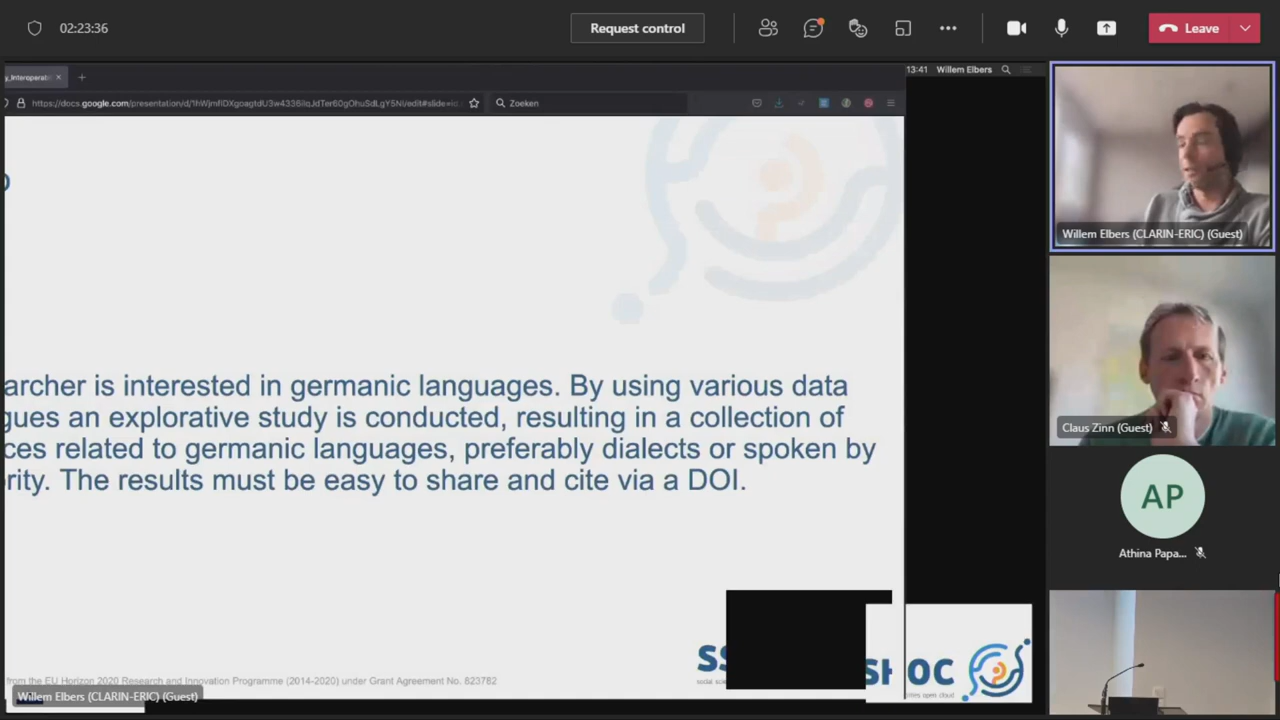 02:23:36
Request control
Leave
13:41 Willem Elbers
Zoeken
Willem Elbers (CLARIN-ERIC) (Guest)
archer is interested in germanic languages. By using various data
gues an explorative study is conducted, resulting in a collection of
ces related to germanic languages, preferably dialects or spoken by
rity. The results must be easy to share and cite via a DOI.
Claus Zinn (Guest)
AP
Athina Papa...
from the EU Horizon 2020 Research and Innovation Programme (2014-2020) under Grant Agreement No. 823782.
Willem Elbers (CLARIN-ERIC) (Guest)